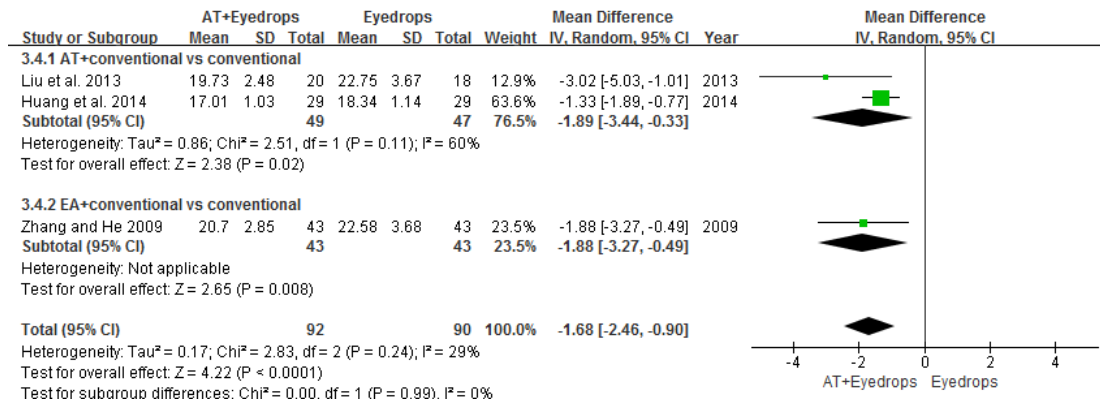 AT+Eyedrops Eyedrops Mean Difference Mean Difference
Study or Subgroup Mean SD Total Mean SD Total Weight IV, Random, 95% CI Year IV, Random, 95% CI
3.4.1 AT+conventional vs conventional
Liu et al. 2013 19.73 2.48 20 22.75 3.67 18 12.9% -3.02 [-5.03, -1.01] 2013
Huang et al. 2014 17.01 1.03 29 18.34 1.14 29 63.6% -1.33 [-1.89, -0.77] 2014
Subtotal (95% CI) 49 47 76.5% -1.89 [-3.44, -0.33]
Heterogeneity: Tau² = 0.86; Chi² = 2.51, df = 1 (P = 0.11); I² = 60%
Test for overall effect: Z = 2.38 (P = 0.02)
3.4.2 EA+conventional vs conventional
Zhang and He 2009 20.7 2.85 43 22.58 3.68 43 23.5% -1.88 [-3.27, -0.49] 2009
Subtotal (95% CI) 43 43 23.5% -1.88 [-3.27, -0.49]
Heterogeneity: Not applicable
Test for overall effect: Z = 2.65 (P = 0.008)
Total (95% CI) 92 90 100.0% -1.68 [-2.46, -0.90]
Heterogeneity: Tau² = 0.17; Chi² = 2.83, df = 2 (P = 0.24); I² = 29%
Test for overall effect: Z = 4.22 (P < 0.0001)
Test for subgroup differences: Chi² = 0.00, df = 1 (P = 0.99), I² = 0%
-4 -2 0 2 4
AT+Eyedrops Eyedrops